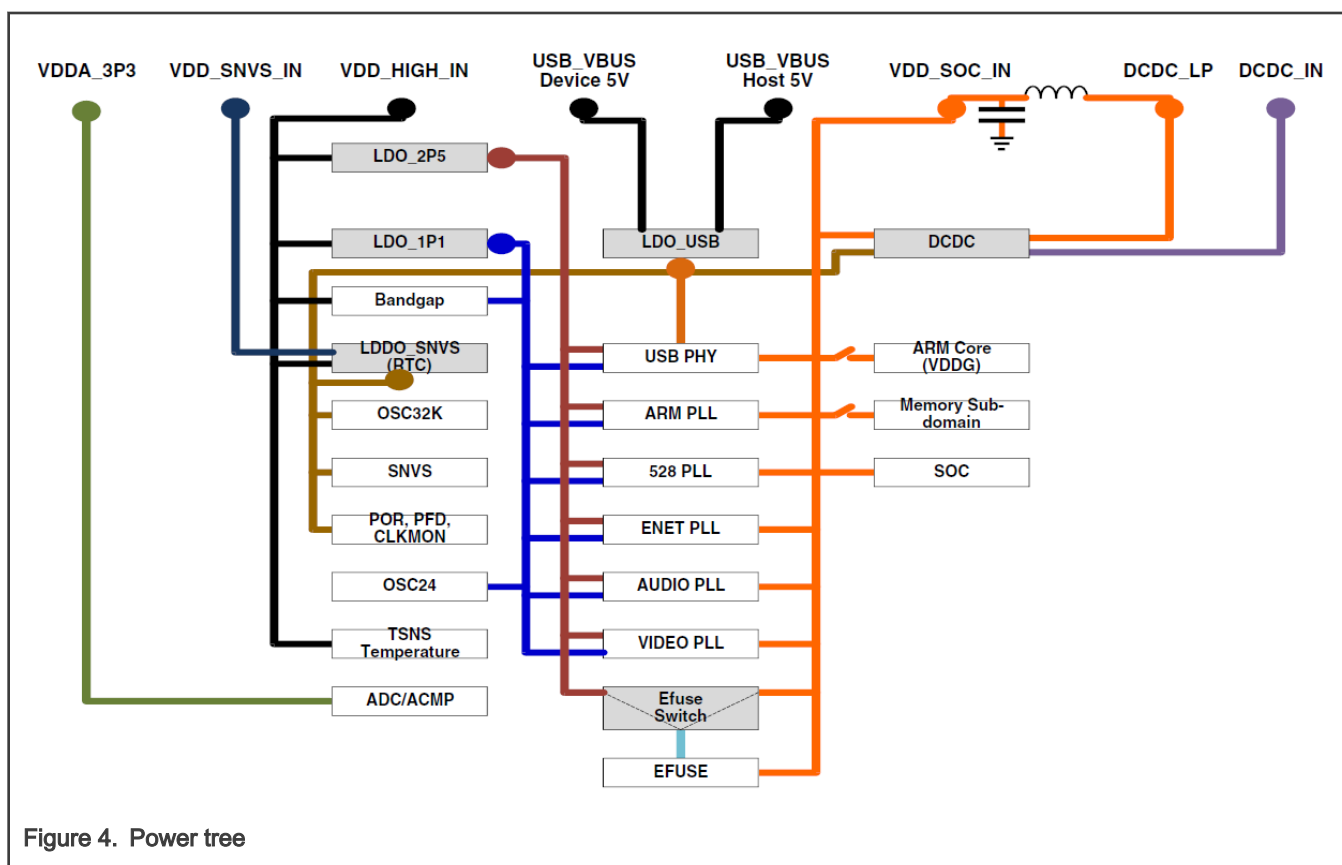 VDDA_3P3
VDD_SNVS_IN
VDD_HIGH_IN
USB_VBUS
Device 5V
USB_VBUS
Host 5V
VDD_SOC_IN
DCDC_LP
DCDC_IN
LDO_2P5
LDO_1P1
LDO_USB
DCDC
Bandgap
LDDO_SNVS
(RTC)
USB PHY
ARM Core
(VDDG)
OSC32K
ARM PLL
Memory Sub-
domain
SNVS
528 PLL
SOC
POR, PFD,
CLKMON
ENET PLL
OSC24
AUDIO PLL
TSNS
Temperature
VIDEO PLL
ADC/ACMP
Efuse
Switch
EFUSE
Figure 4. Power tree